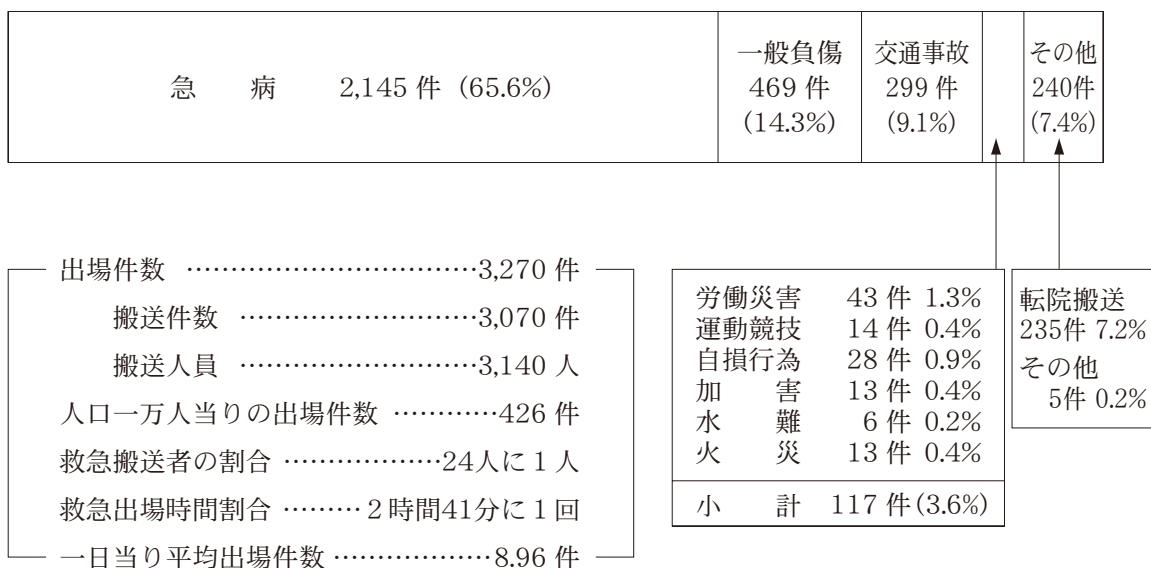 急 病 2,145 件 (65.6%)
一般負傷
469 件
(14.3%)
交通事故
299 件
(9.1%)
その他
240件
(7.4%)
出場件数 ……………………………3,270 件
搬送件数 ………………………3,070 件
搬送人員 ………………………3,140 人
人口一万人当りの出場件数 …………426 件
救急搬送者の割合 ………………24人に1人
救急出場時間割合 ………2時間41分に1回
一日当り平均出場件数 ………………8.96 件
労働災害 43 件 1.3%
運動競技 14 件 0.4%
自損行為 28 件 0.9%
加 害 13 件 0.4%
水 難 6 件 0.2%
火 災 13 件 0.4%
小 計 117 件(3.6%)
転院搬送
235件 7.2%
その他
5件 0.2%